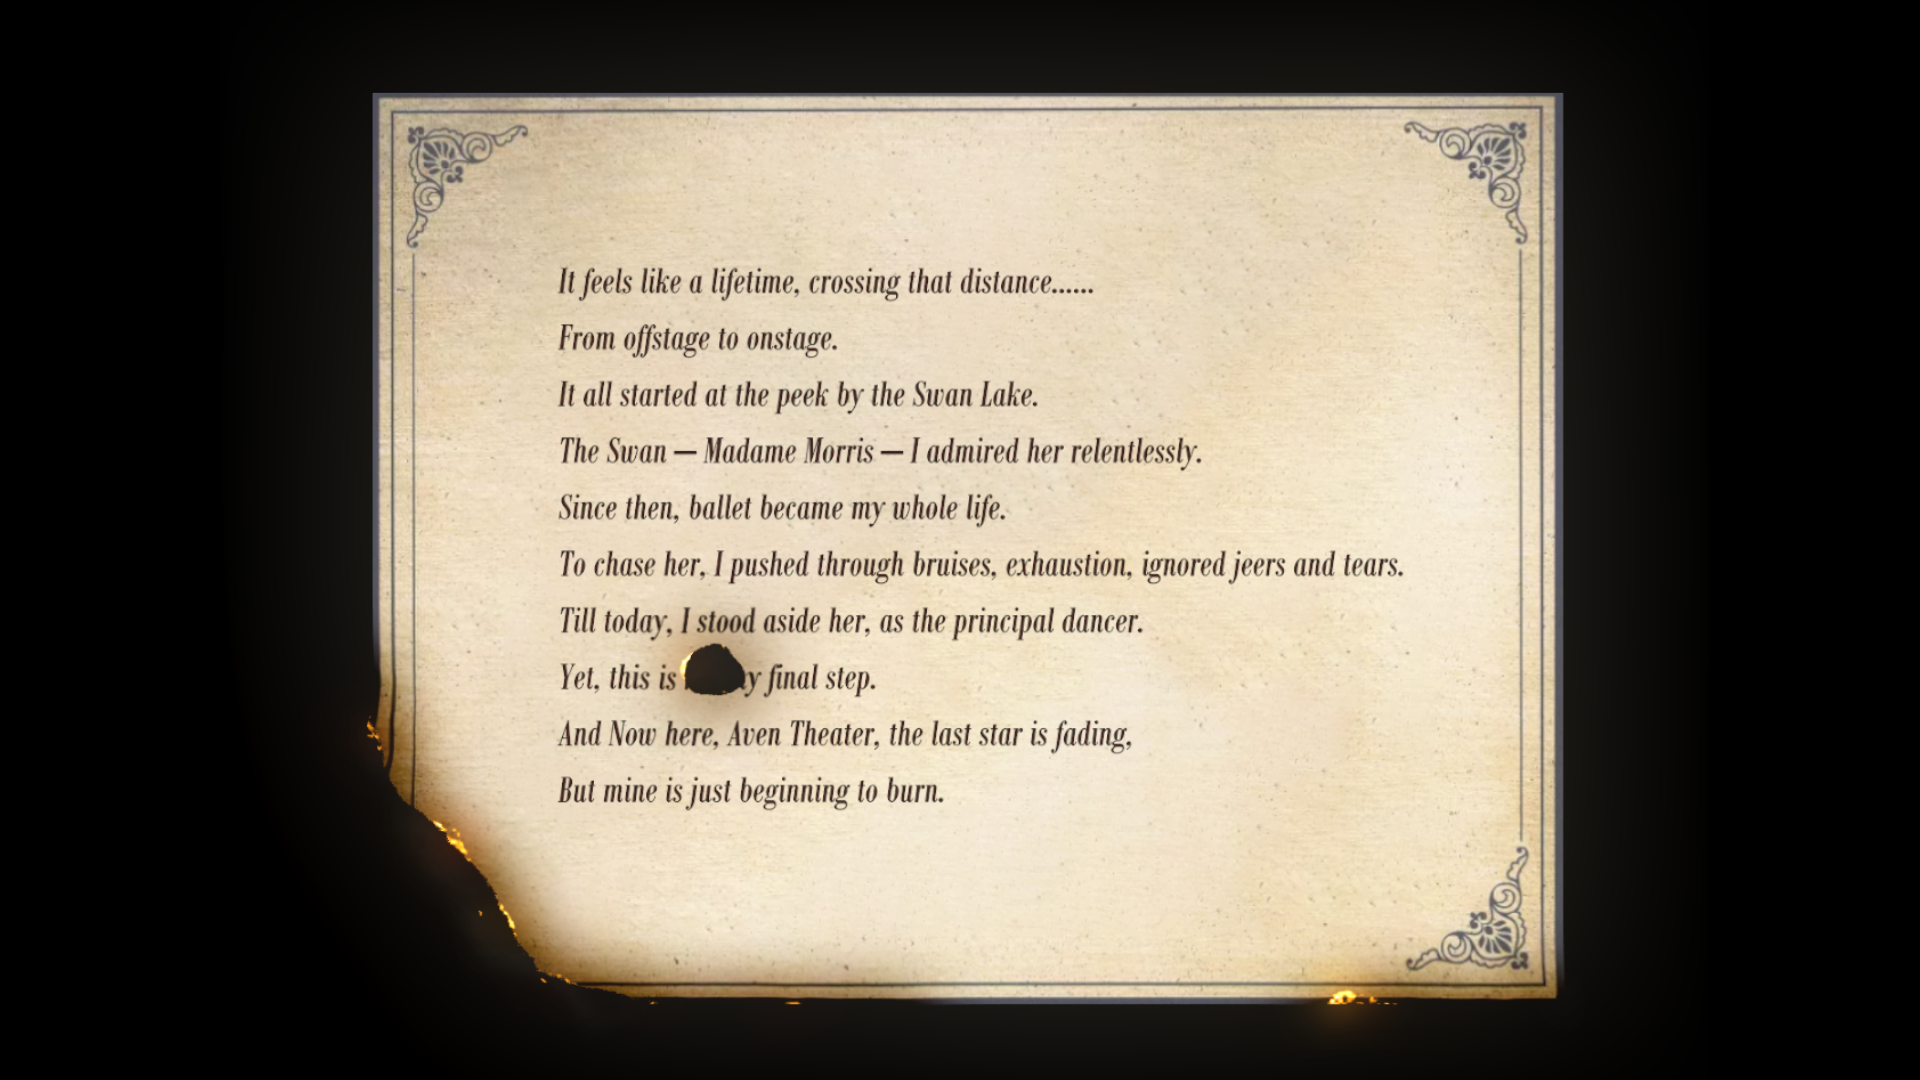 It feels like a lifetime, crossing that distance......
From offstage to onstage.
It all started at the peek by the Swan Lake.
The Swan — Madame Morris — I admired her relentlessly.
Since then, ballet became my whole life.
To chase her, I pushed through bruises, exhaustion, ignored jeers and tears.
Till today, I stood aside her, as the principal dancer.
Yet, this is final step.
And Now here, Aven Theater, the last star is fading,
But mine is just beginning to burn.